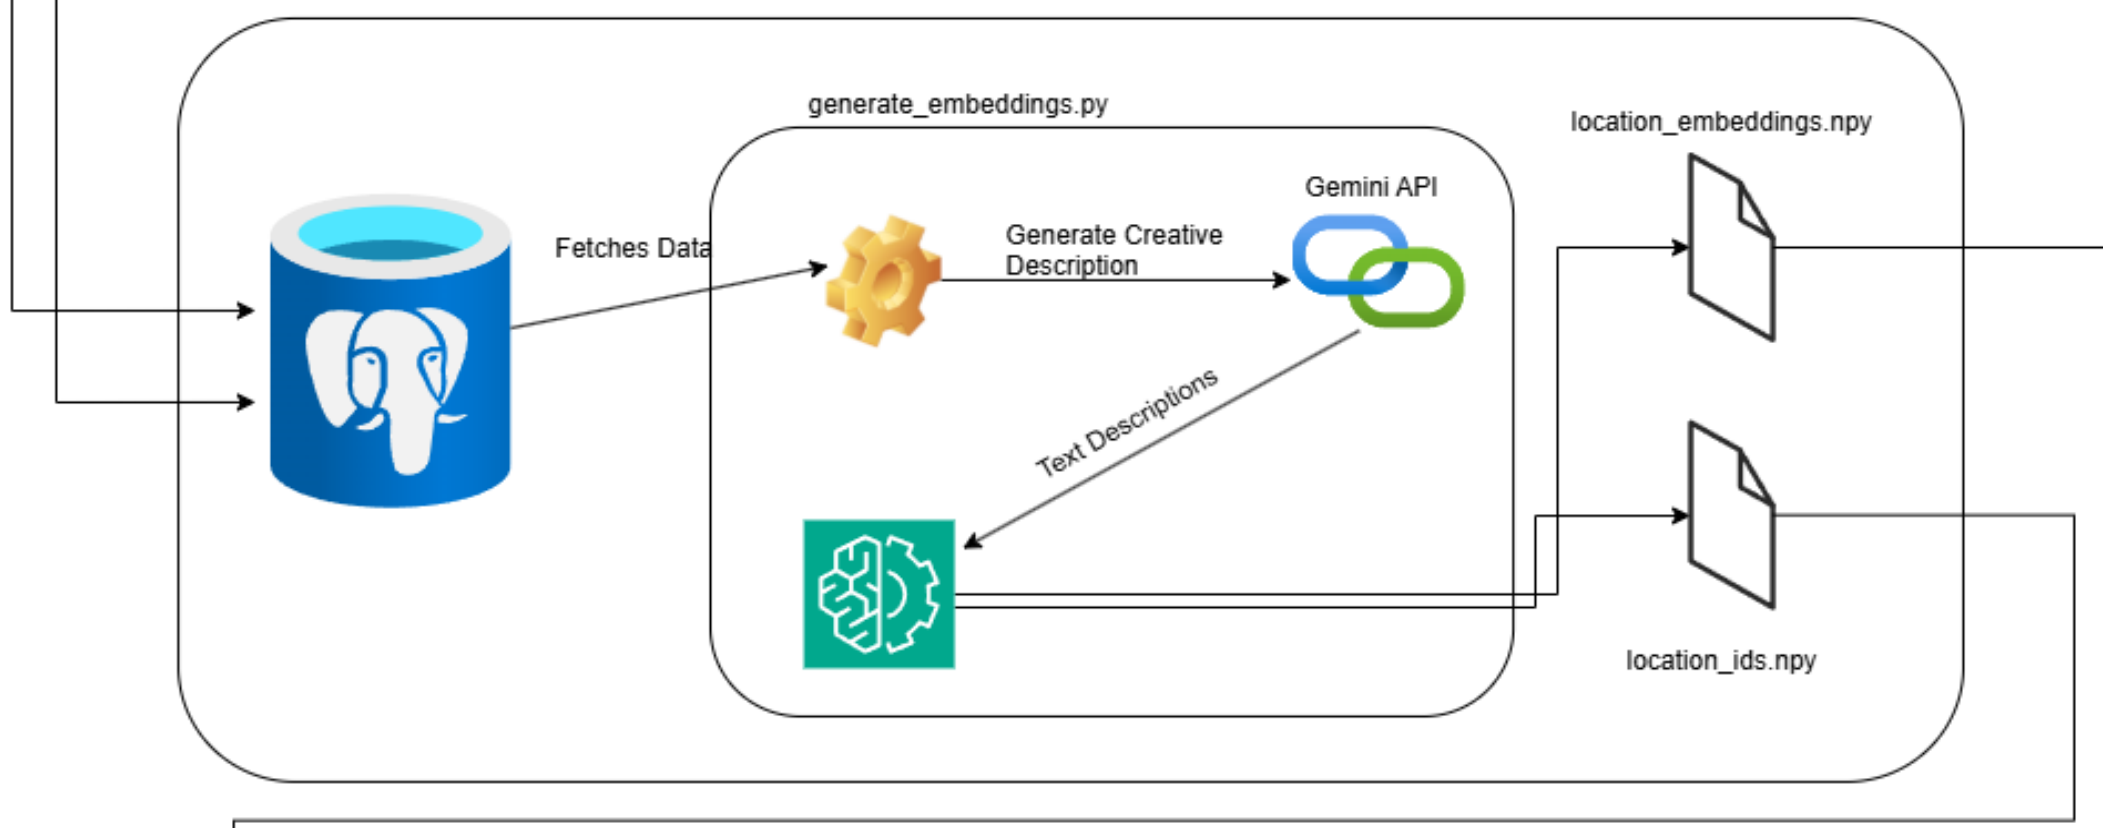 generate_embeddings.py
location_embeddings.npy
Gemini API
Fetches Data
Generate Creative
Description
Text Descriptions
location_ids.npy